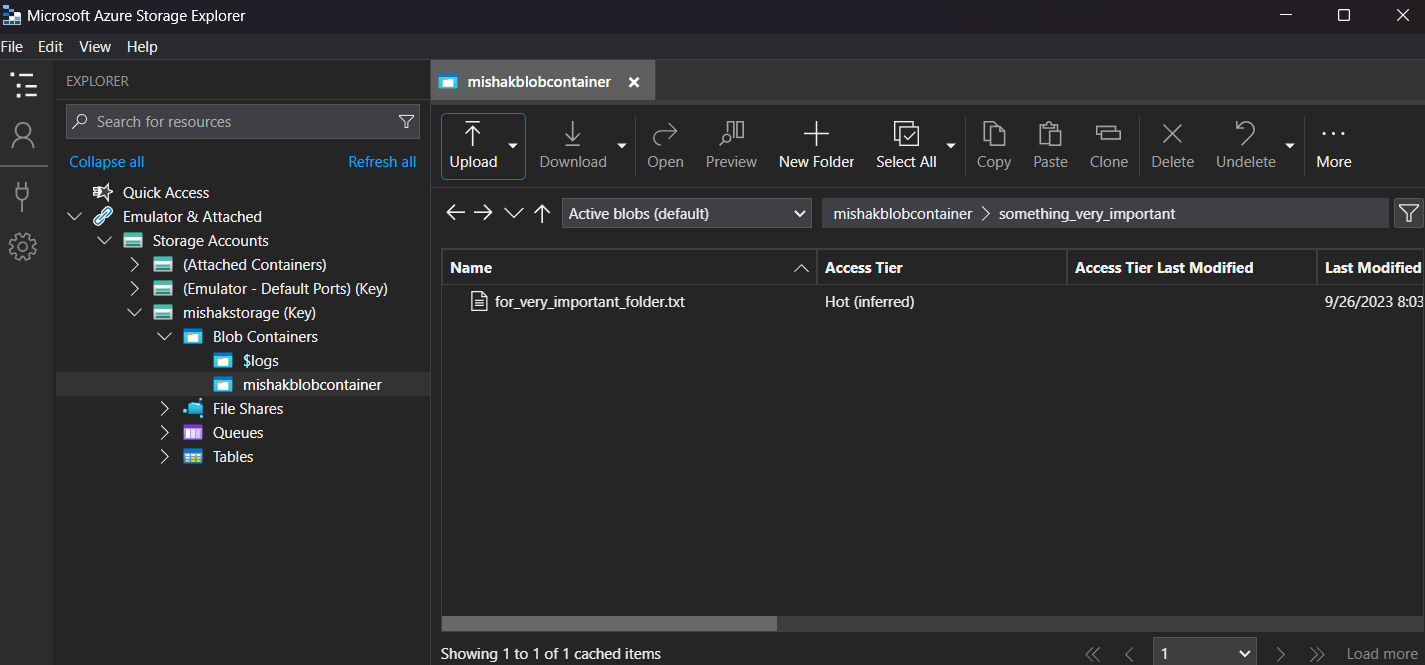 Microsoft Azure Storage Explorer
File Edit View Help
EXPLORER
Search for resources
Collapse all Refresh all
Quick Access
Emulator & Attached
Storage Accounts
(Attached Containers)
(Emulator - Default Ports) (Key)
mishakstorage (Key)
Blob Containers
$logs
mishakblobcontainer
File Shares
Queues
Tables
mishakblobcontainer
Upload Download Open Preview New Folder Select All Copy Paste Clone Delete Undelete More
Active blobs (default) mishakblobcontainer something_very_important
Name Access Tier Access Tier Last Modified Last Modified
for_very_important_folder.txt Hot (inferred) 9/26/2023 8:03
Showing 1 to 1 of 1 cached items 1 Load more